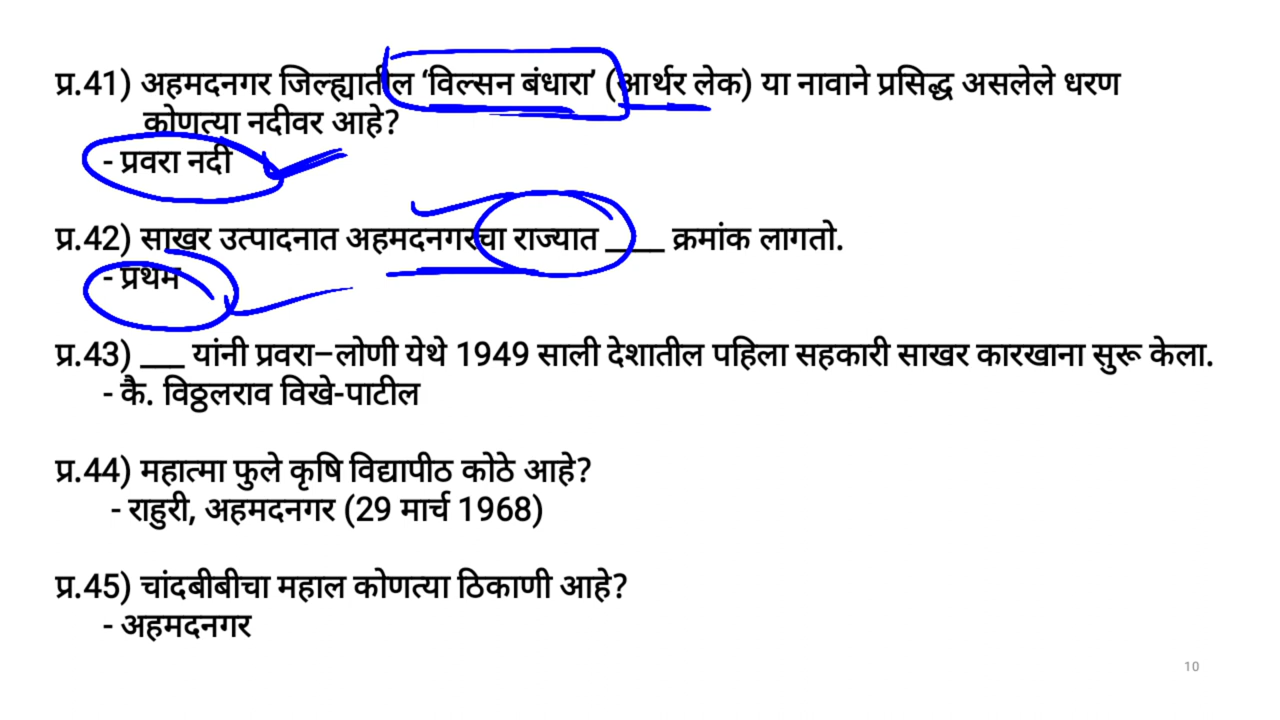 प्र.41) अहमदनगर जिल्ह्यातील ‘विल्सन बंधारा’ (आर्थर लेक) या नावाने प्रसिद्ध असलेले धरण
कोणत्या नदीवर आहे?
- प्रवरा नदी
प्र.42) साखर उत्पादनात अहमदनगरचा राज्यात ____ क्रमांक लागतो.
- प्रथम
प्र.43) ___ यांनी प्रवरा–लोणी येथे 1949 साली देशातील पहिला सहकारी साखर कारखाना सुरू केला.
- कै. विठ्ठलराव विखे-पाटील
प्र.44) महात्मा फुले कृषि विद्यापीठ कोठे आहे?
- राहुरी, अहमदनगर (29 मार्च 1968)
प्र.45) चांदबीबीचा महाल कोणत्या ठिकाणी आहे?
- अहमदनगर
10